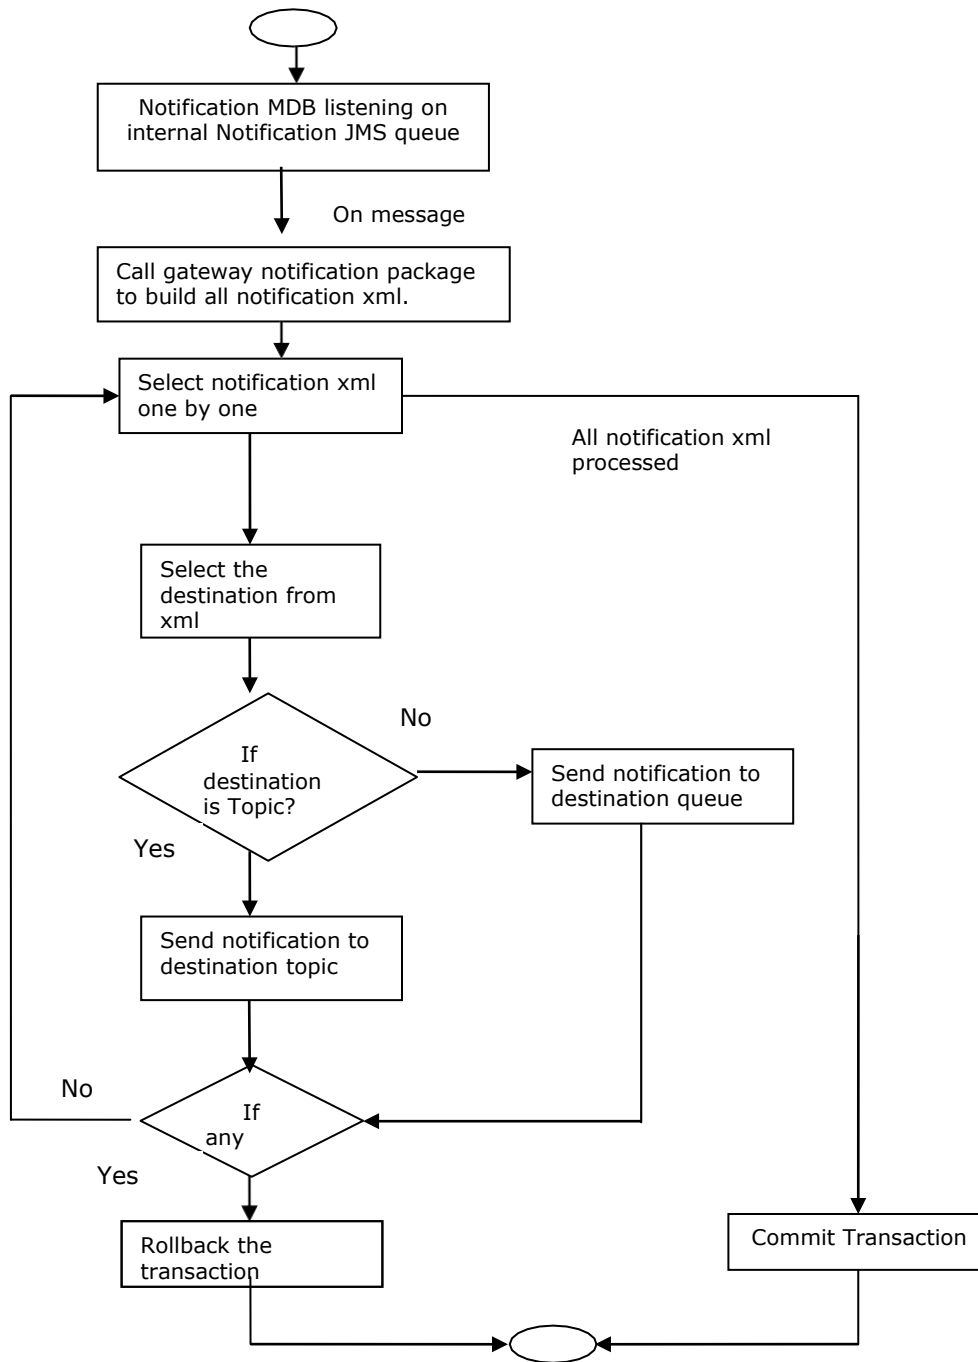 Notification MDB listening on
internal Notification JMS queue
On message
Call gateway notification package
to build all notification xml.
Select notification xml
one by one
All notification xml
processed
Select the
destination from
xml
No
If
destination
is Topic?
Send notification to
destination queue
Yes
Send notification to
destination topic
No
If
any
Yes
Rollback the
transaction
Commit Transaction